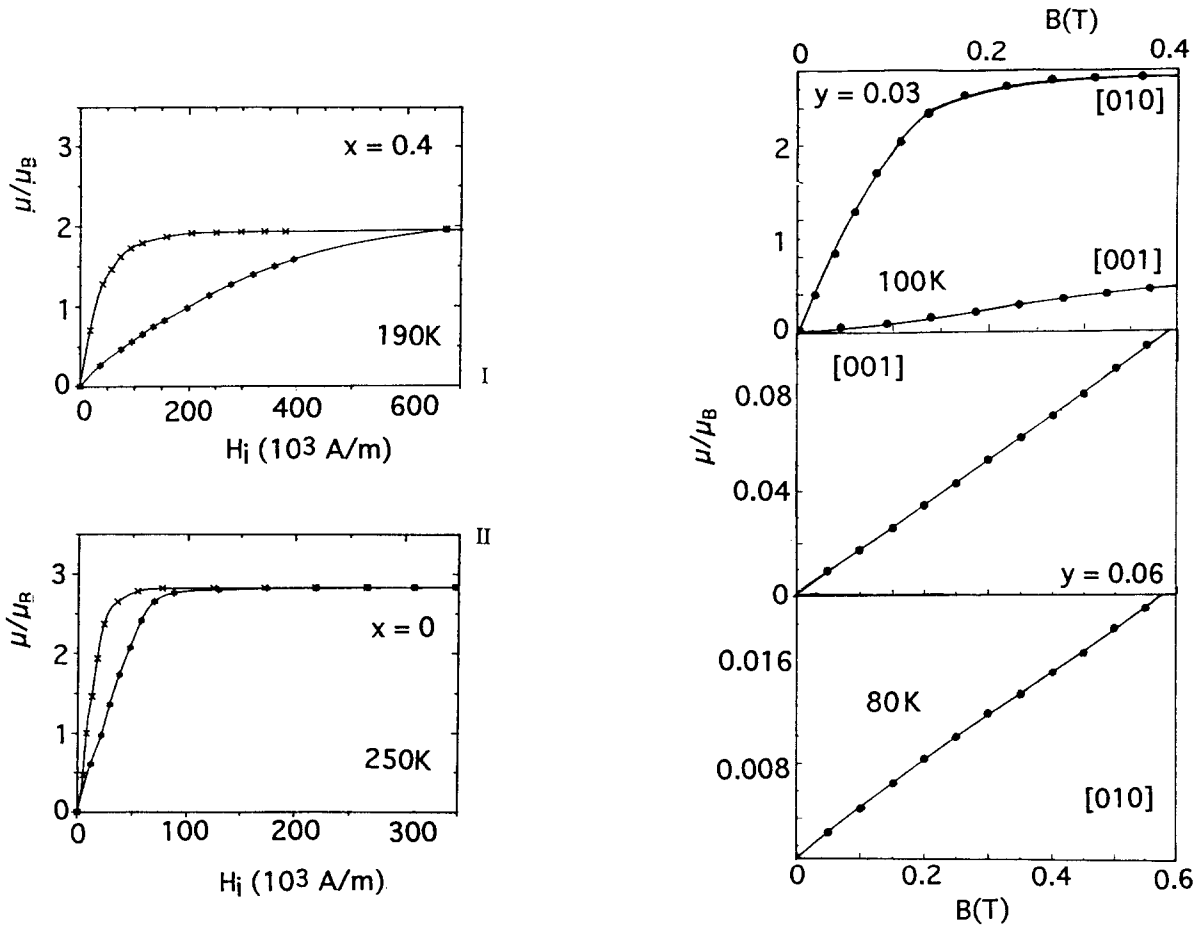 3
2
1
0
μ/μB
x = 0.4
190K
0
200
400
600
Hi (10³ A/m)
I
II
3
2
1
0
μ/μB
x = 0
250K
0
100
200
300
Hi (10³ A/m)
B(T)
0
0.2
0.4
y = 0.03
[010]
2
1
0
100K
[001]
[001]
0.08
0.04
0
μ/μB
y = 0.06
0.016
0.008
80K
[010]
0
0.2
0.4
0.6
B(T)